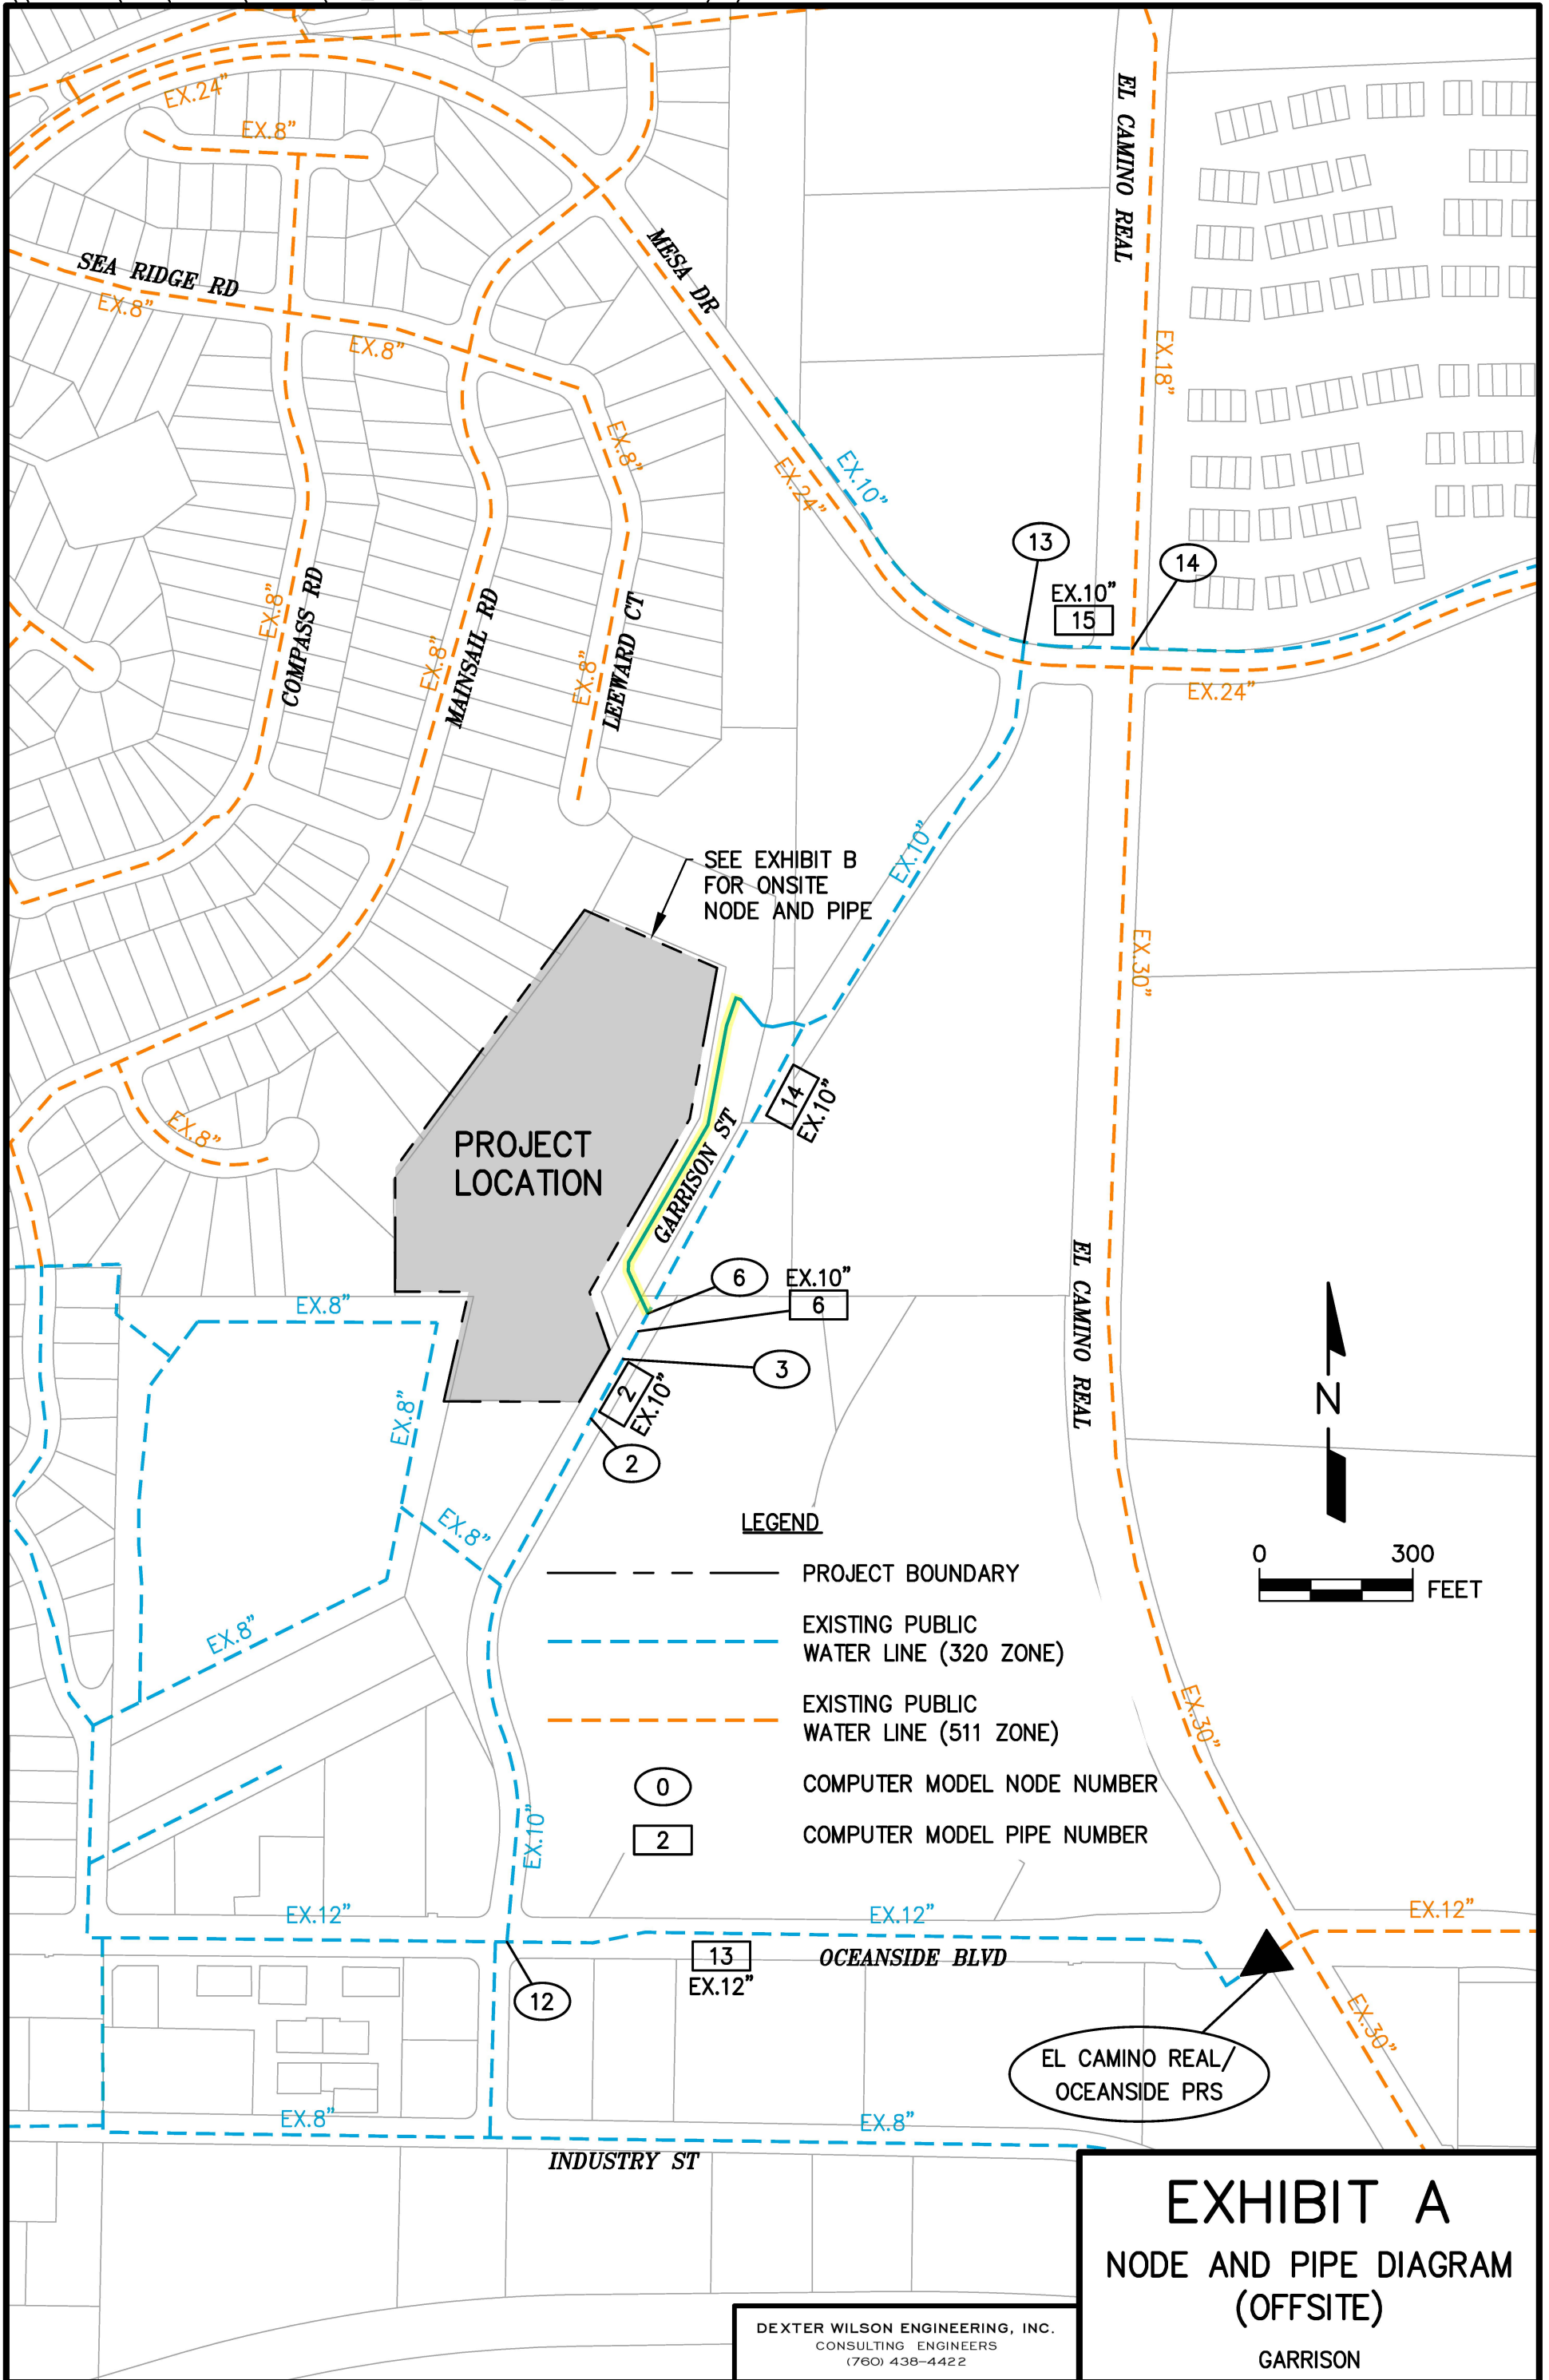 EX.24"
EX.8"
SEA RIDGE RD
EX.8"
EX.8"
MESA DR
EL CAMINO REAL
EX.18"
EX.8"
EX.10"
EX.24"
13
14
EX.10"
15
EX.24"
EX.8"
COMPASS RD
EX.8"
MAINSAIL RD
EX.8"
LEEWARD CT
EX.10"
SEE EXHIBIT B
FOR ONSITE
NODE AND PIPE
EX.30"
14
EX.10"
EX.8"
PROJECT
LOCATION
GARRISON ST
6
EX.10"
6
EX.8"
EL CAMINO REAL
3
2
EX.10"
EX.8"
2
EX.8"
N
LEGEND
0 300
FEET
PROJECT BOUNDARY
EXISTING PUBLIC
WATER LINE (320 ZONE)
EX.8"
EXISTING PUBLIC
WATER LINE (511 ZONE)
EX.30"
0
COMPUTER MODEL NODE NUMBER
2
COMPUTER MODEL PIPE NUMBER
EX.10"
EX.12"
EX.12"
EX.12"
13
EX.12"
OCEANSIDE BLVD
12
EX.30"
EL CAMINO REAL/
OCEANSIDE PRS
EX.8"
EX.8"
INDUSTRY ST
EXHIBIT A
NODE AND PIPE DIAGRAM
(OFFSITE)
GARRISON
DEXTER WILSON ENGINEERING, INC.
CONSULTING ENGINEERS
(760) 438-4422